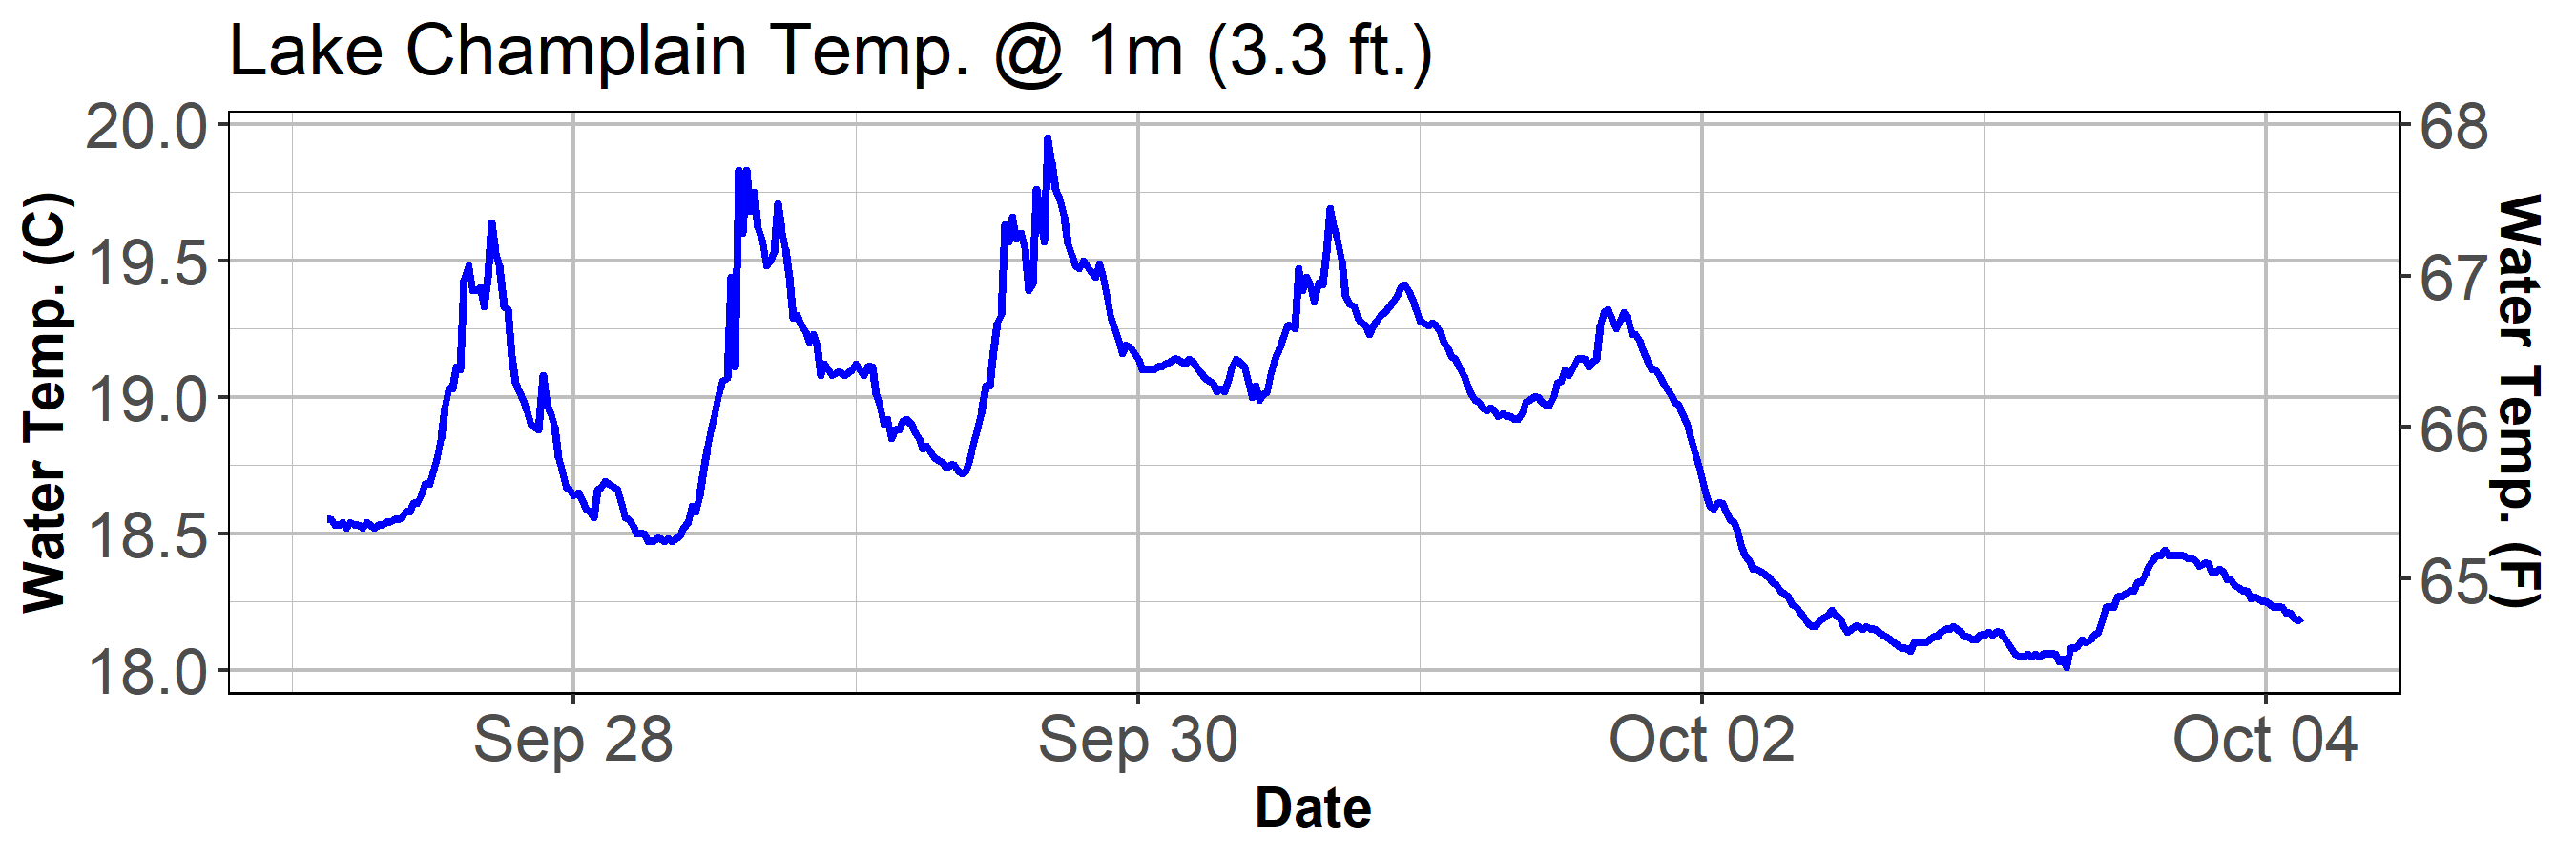 Lake Champlain Temp. @ 1m (3.3 ft.)
Water Temp. (C)
20.0
19.5
19.0
18.5
18.0
68
67
66
65
Water Temp. (F)
Sep 28
Sep 30
Oct 02
Oct 04
Date